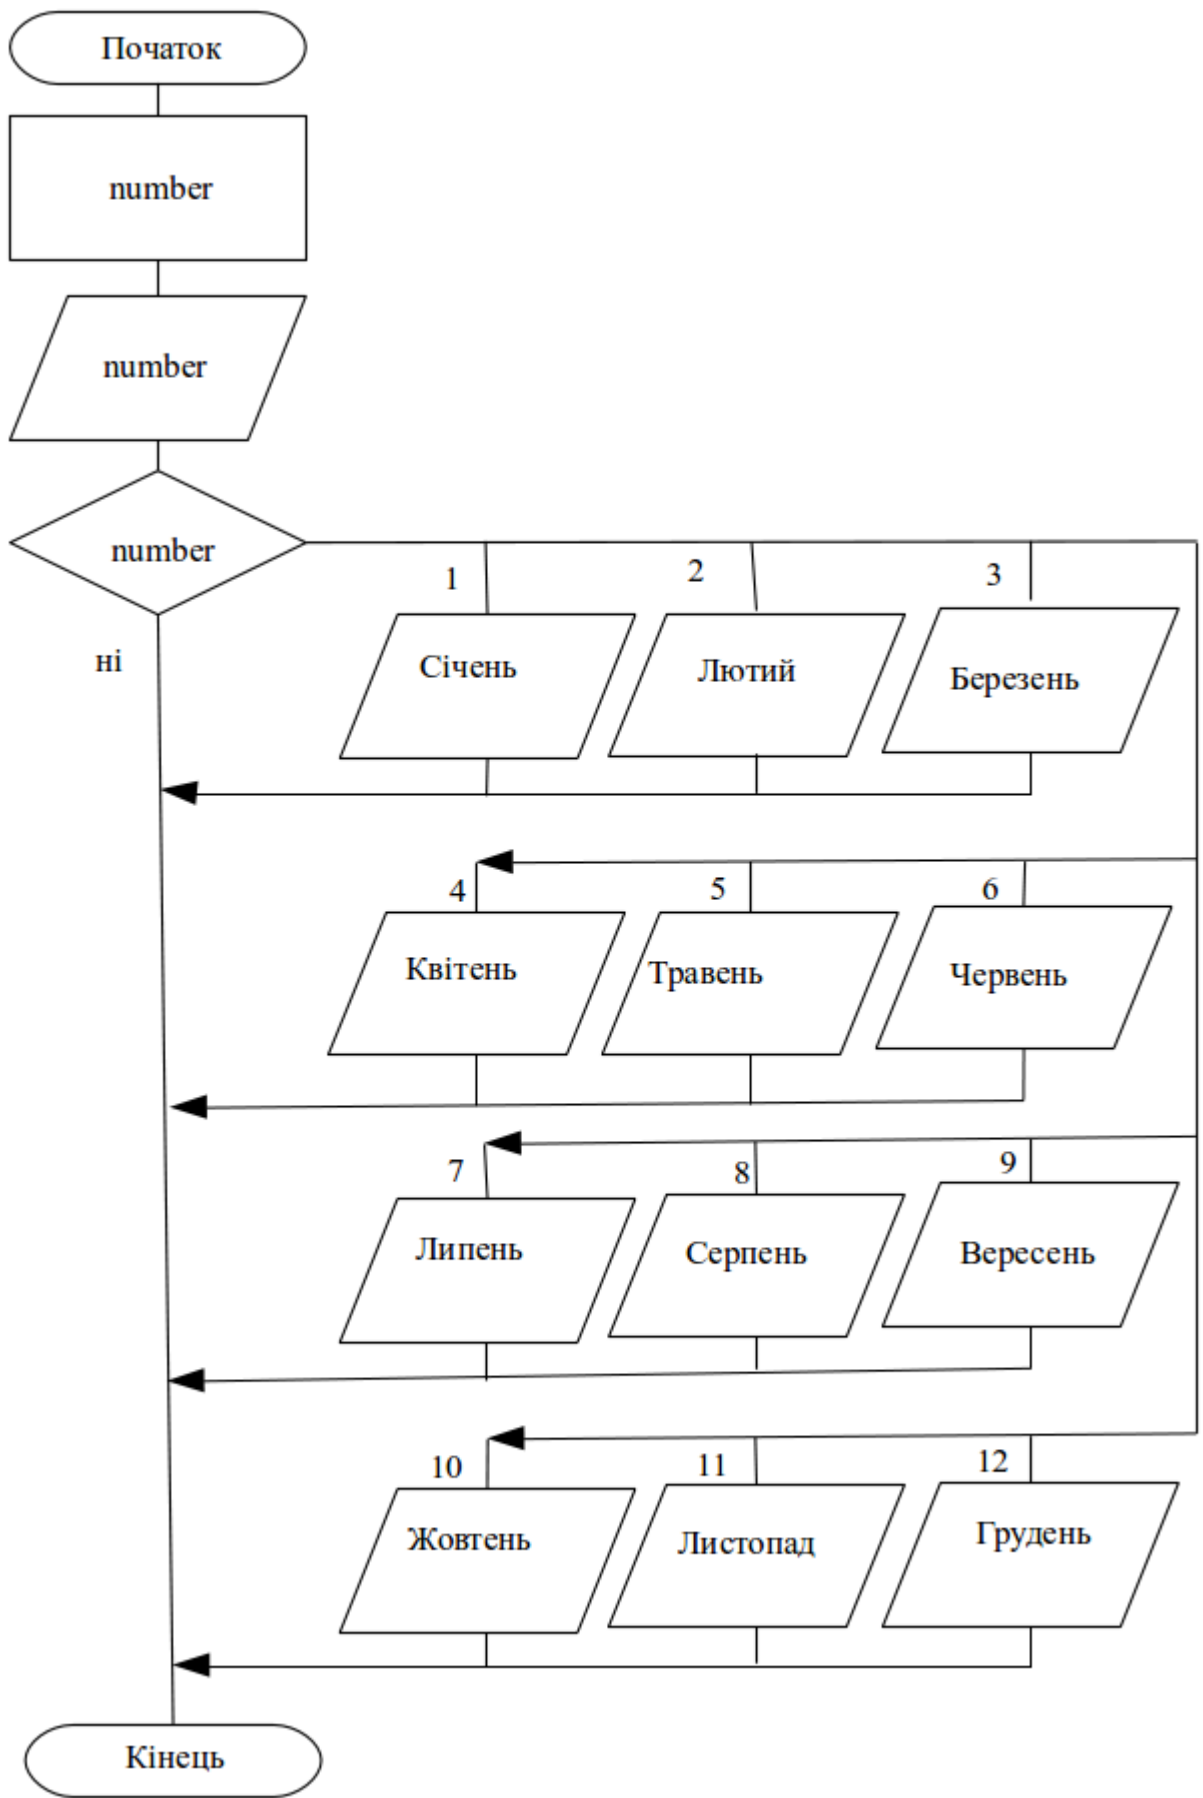 Початок
number
number
number
1
2
3
ні
Січень
Лютий
Березень
4
5
6
Квітень
Травень
Червень
7
8
9
Липень
Серпень
Вересень
10
11
12
Жовтень
Листопад
Грудень
Кінець